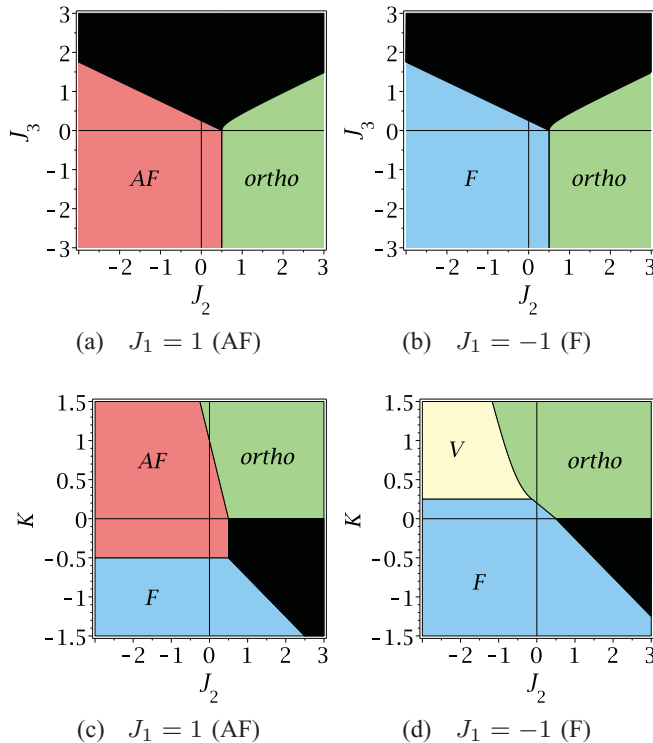 3
2
1
0
-1
-2
-3
J3
AF
ortho
-2 -1 0 1 2 3
J2
(a) J1 = 1 (AF)
3
2
1
0
-1
-2
-3
J3
F
ortho
-2 -1 0 1 2 3
J2
(b) J1 = −1 (F)
1.5
1
0.5
0
-0.5
-1
-1.5
K
AF
ortho
F
-2 -1 0 1 2 3
J2
(c) J1 = 1 (AF)
1.5
1
0.5
0
-0.5
-1
-1.5
K
V
ortho
F
-2 -1 0 1 2 3
J2
(d) J1 = −1 (F)